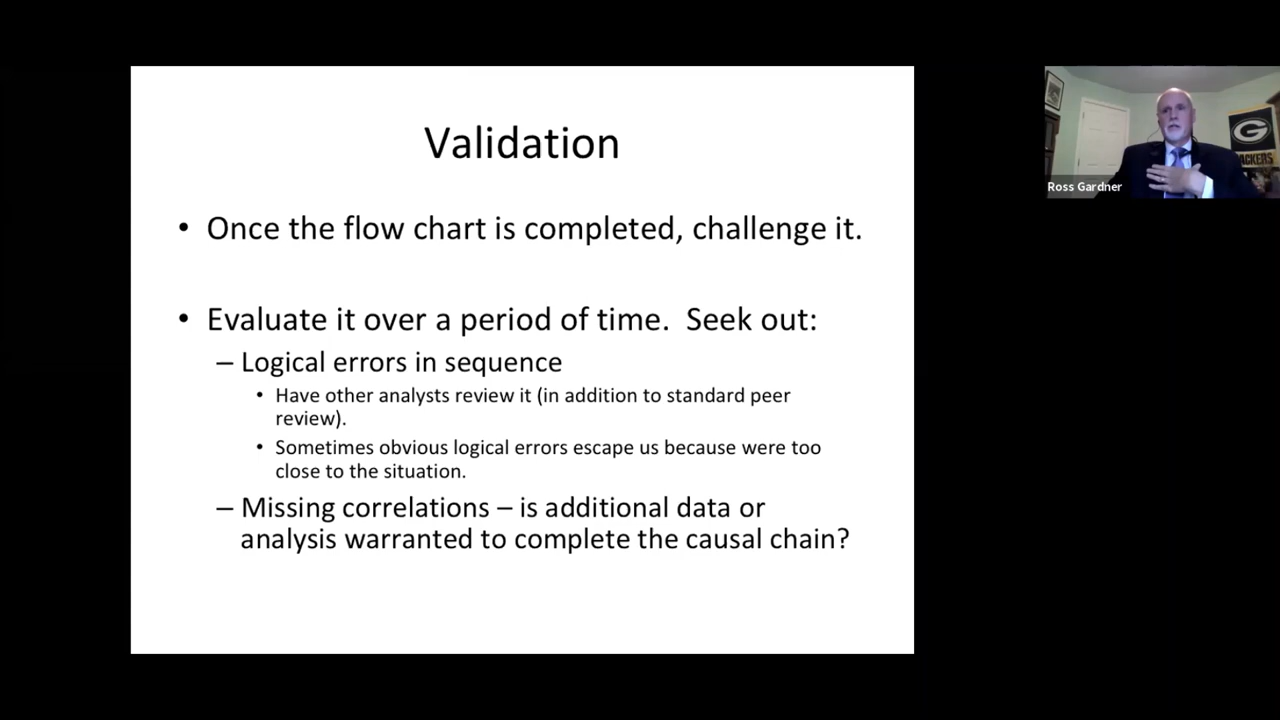 Validation
• Once the flow chart is completed, challenge it.
• Evaluate it over a period of time.  Seek out:
– Logical errors in sequence
• Have other analysts review it (in addition to standard peer
review).
• Sometimes obvious logical errors escape us because were too
close to the situation.
– Missing correlations – is additional data or
analysis warranted to complete the causal chain?
G
ACKERS
Ross Gardner